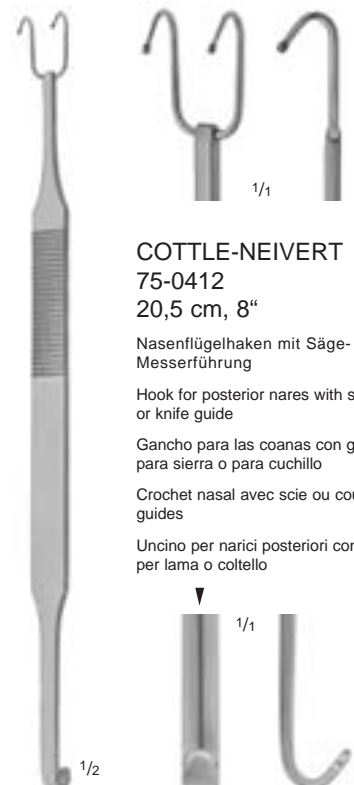 1/1
COTTLE-NEIVERT
75-0412
20,5 cm, 8“
Nasenflügelhaken mit Säge-
Messerführung
Hook for posterior nares with
or knife guide
Gancho para las coanas con
para sierra o para cuchillo
Crochet nasal avec scie ou
guides
Uncino per narici posteriori
per lama o coltello
1/1
1/2